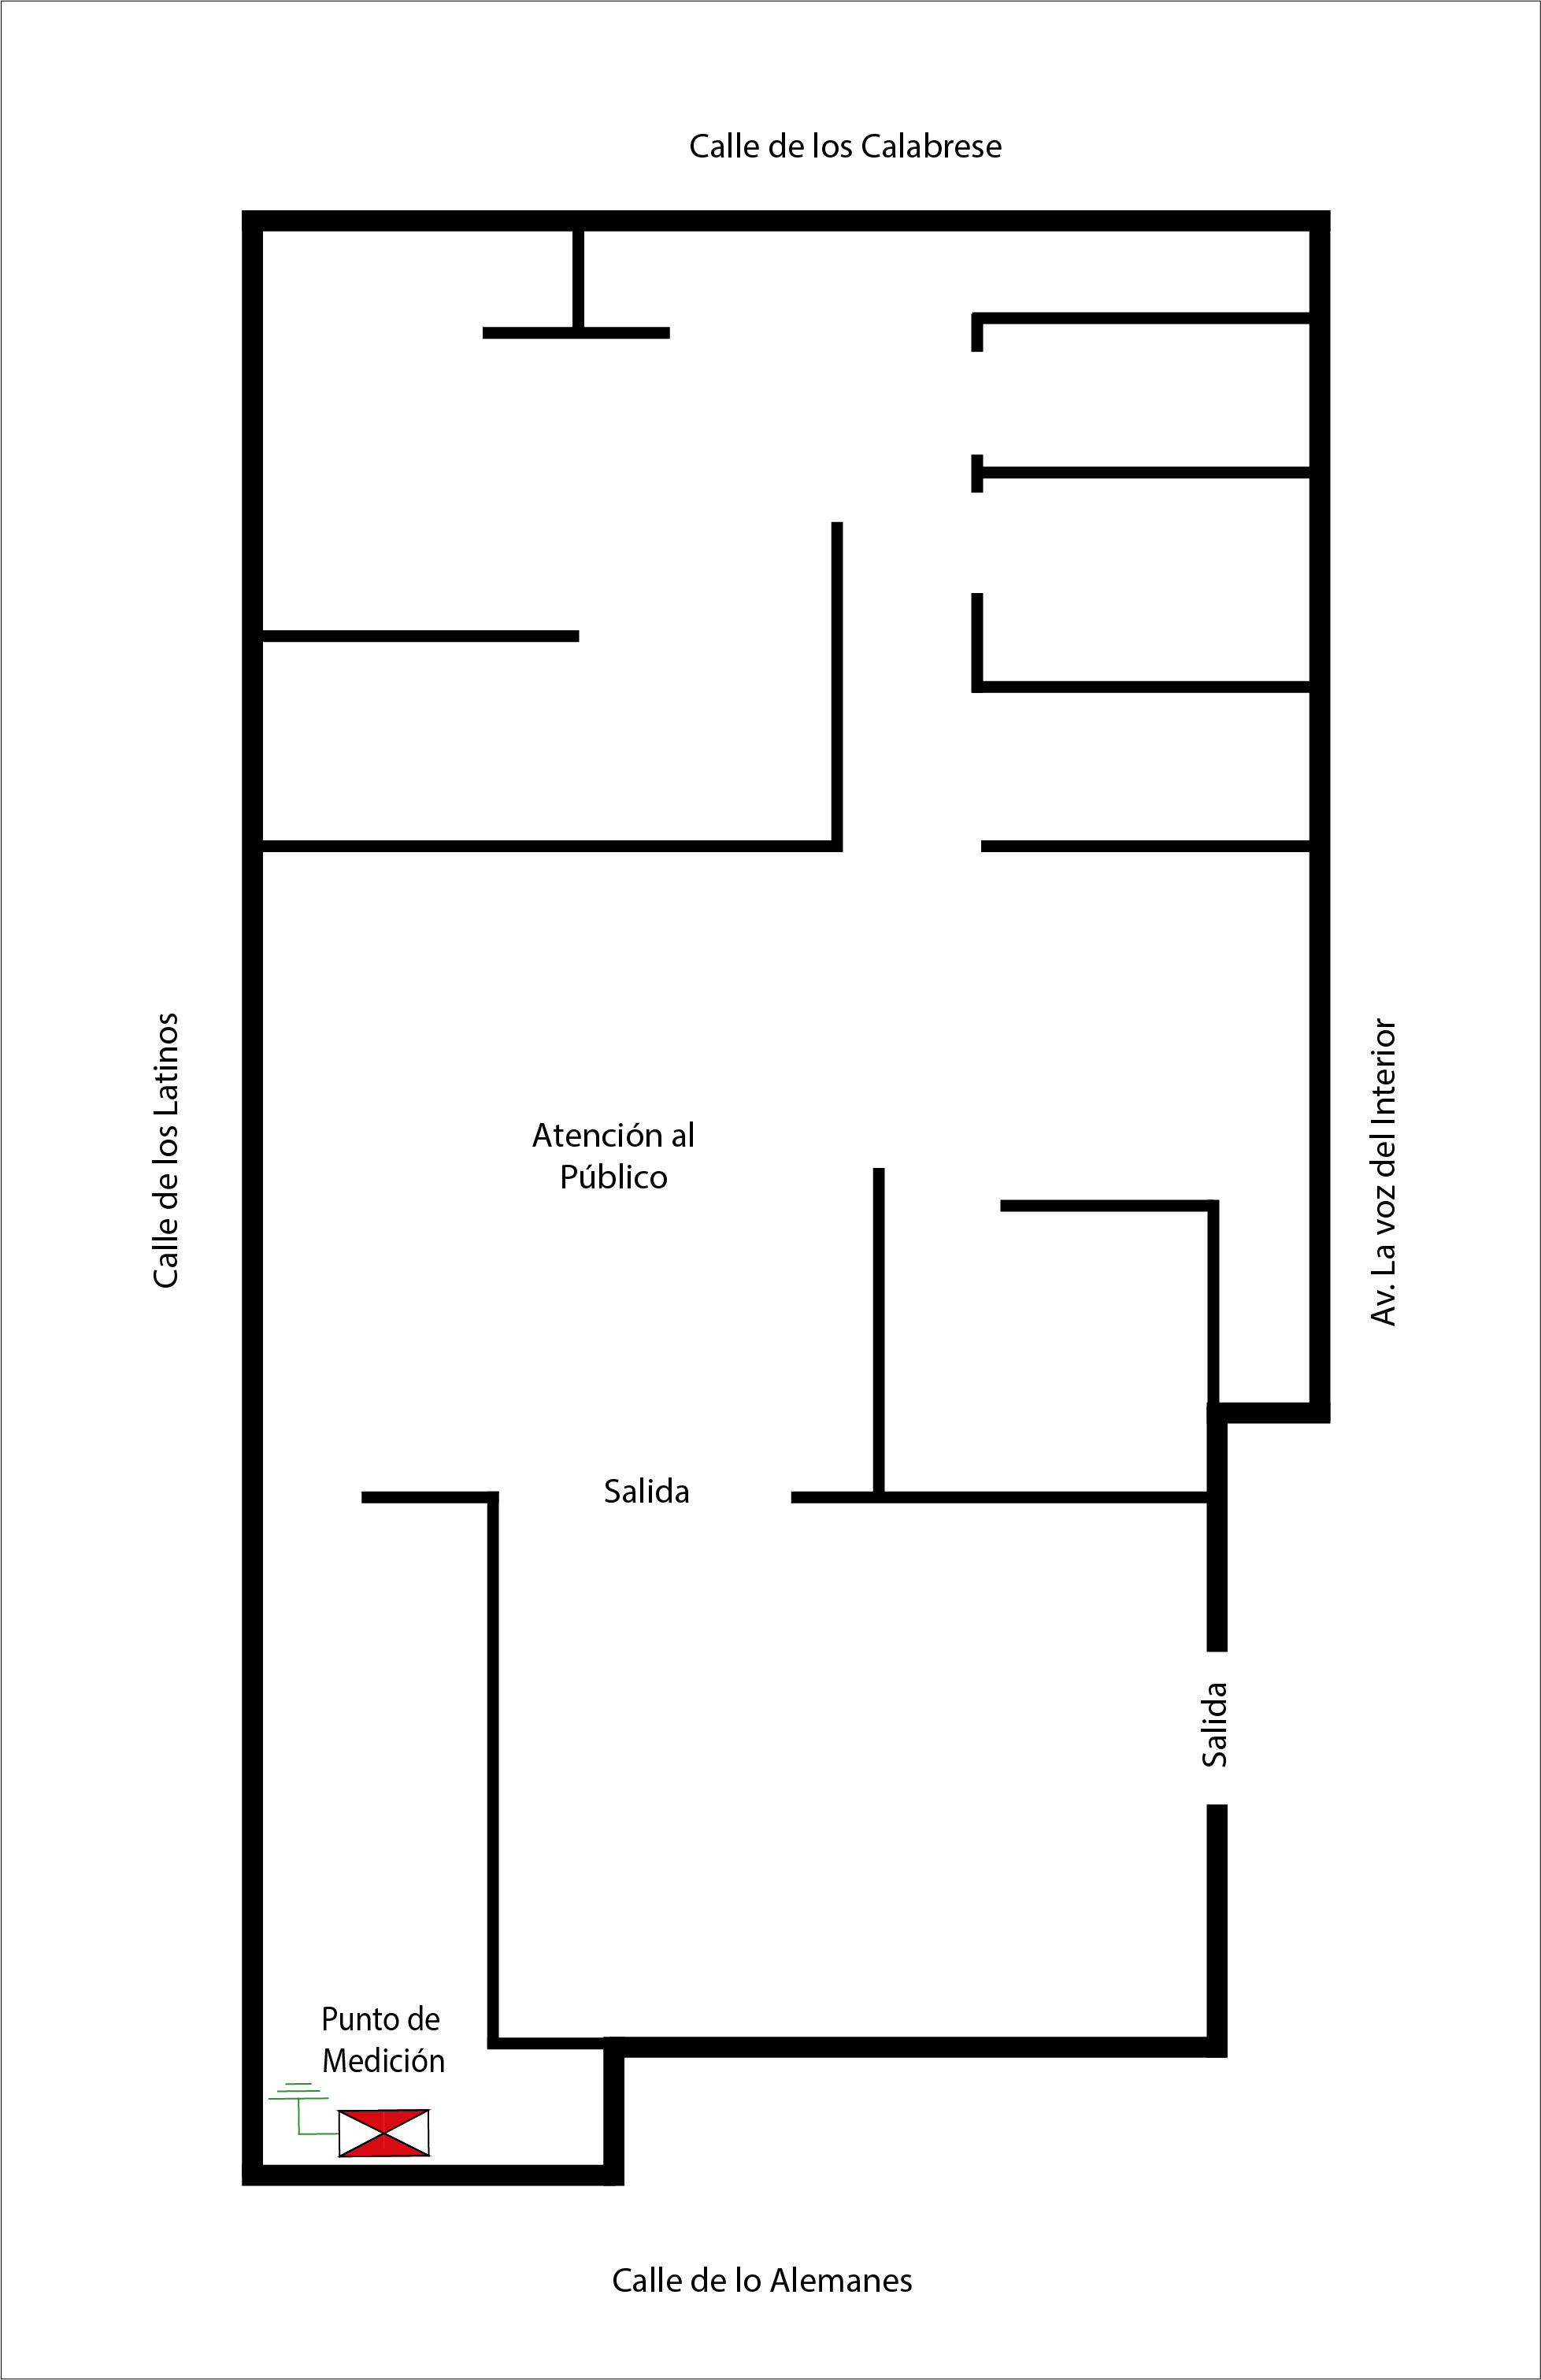 Calle de los Calabrese
Calle de los Latinos
Av. La voz del Interior
Atención al
Público
Salida
Salida
Punto de
Medición
Calle de lo Alemanes